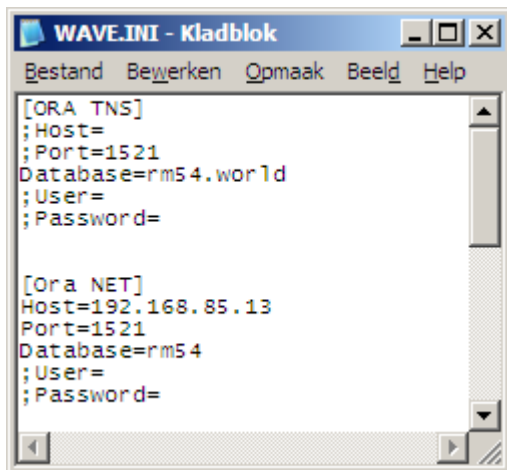 WAVE.INI - Kladblok
Bestand Bewerken Opmaak Beeld Help
[ORA TNS]
;Host=
;Port=1521
Database=rm54.world
;User=
;Password=
[Ora NET]
Host=192.168.85.13
Port=1521
Database=rm54
;User=
;Password=